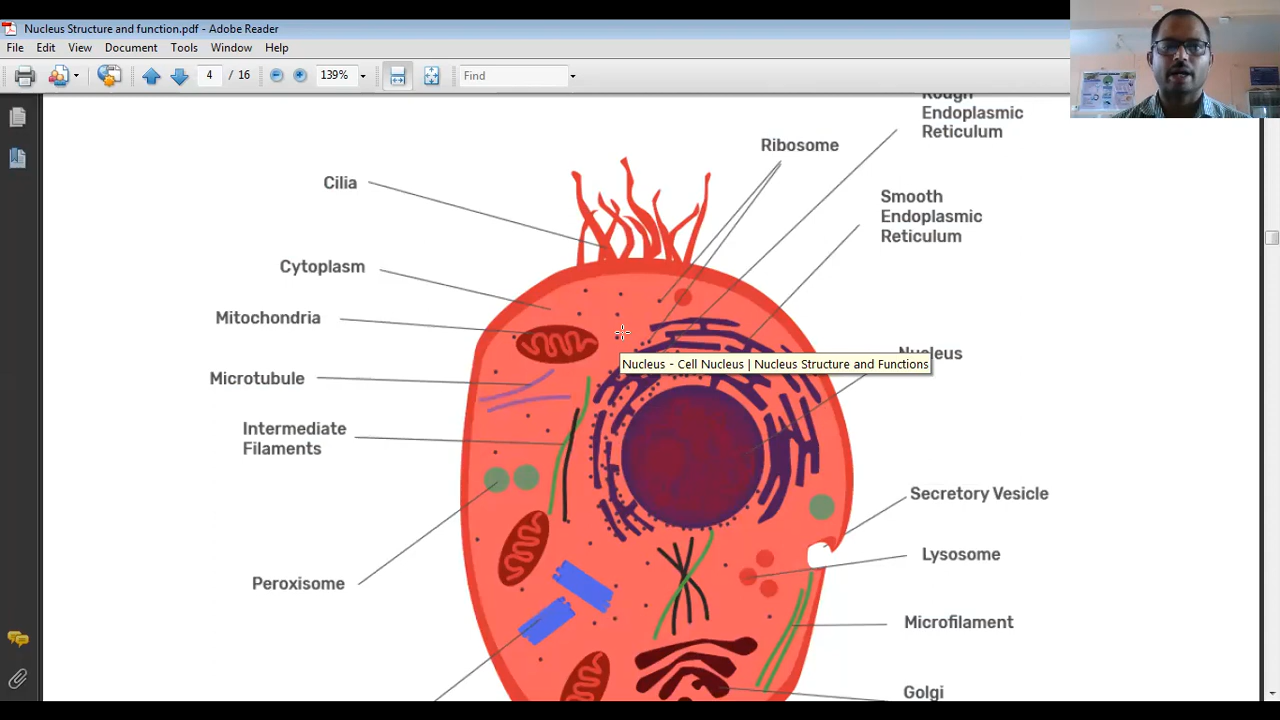 Nucleus Structure and function.pdf - Adobe Reader
File Edit View Document Tools Window Help
4 / 16 139% Find
Rough
Endoplasmic
Reticulum
Ribosome
Cilia
Smooth
Endoplasmic
Reticulum
Cytoplasm
Mitochondria
Nucleus
Nucleus - Cell Nucleus | Nucleus Structure and Functions
Microtubule
Intermediate
Filaments
Secretory Vesicle
Lysosome
Peroxisome
Microfilament
Golgi